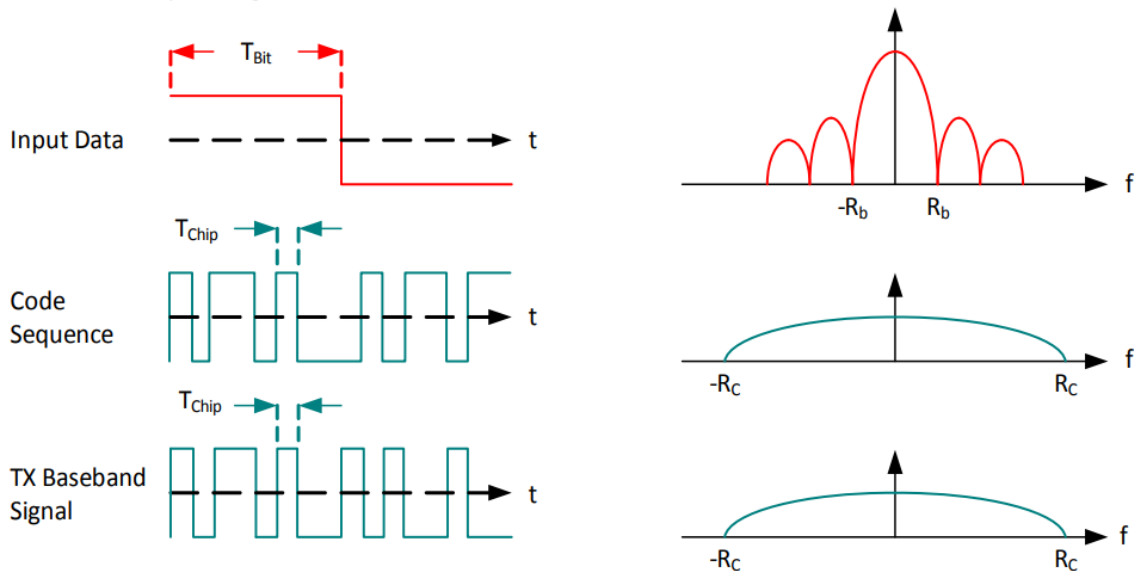 T_Bit
Input Data
t
f
-R_b
R_b
T_Chip
Code
Sequence
t
f
-R_C
R_C
T_Chip
TX Baseband
Signal
t
f
-R_C
R_C